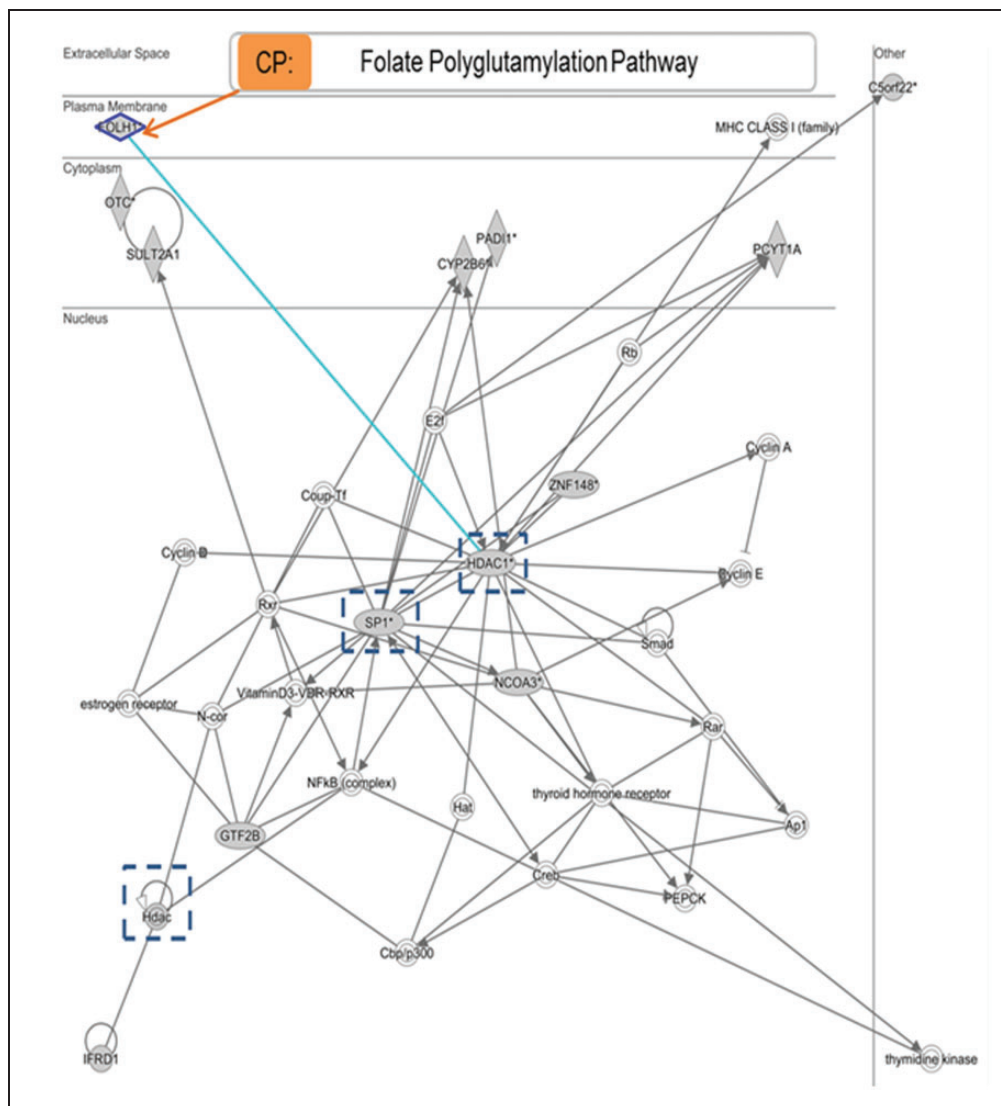 Extracellular Space
CP: Folate Polyglutamylation Pathway
Other
C5orf22*
Plasma Membrane
FOLH1
MHC CLASS I (family)
Cytoplasm
OTC*
SULT2A1
PADI1*
CYP2B6*
PCYT1A
Nucleus
Rb
E2f
Cyclin A
ZNF148*
Coup-Tf
Cyclin D
HDAC1*
Cyclin E
Rxr
SP1*
Smad
NCOA3*
VitaminD3-VDR-RXR
estrogen receptor
N-cor
Rar
NFkB (complex)
thyroid hormone receptor
Hat
Ap1
GTF2B
Creb
PEPCK
Hdac
Cbp/p300
IFRD1
thymidine kinase